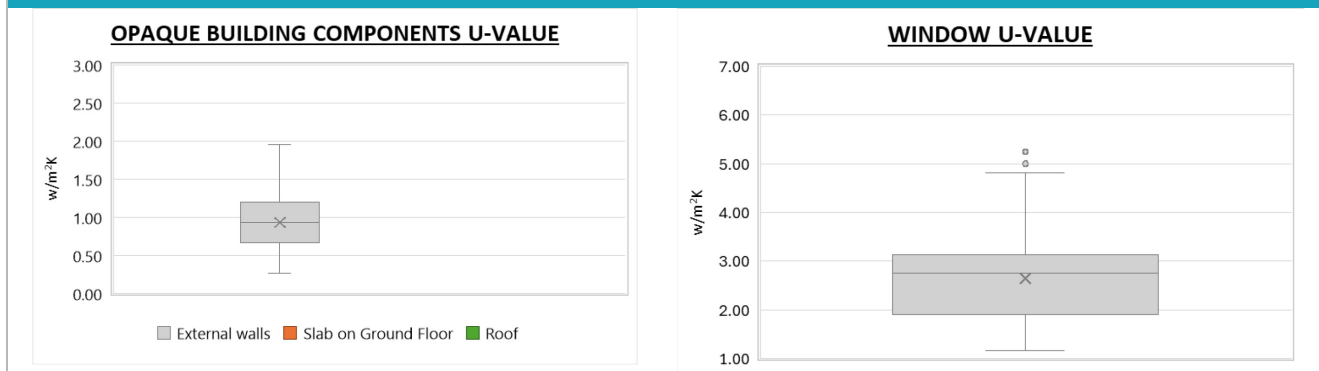 OPAQUE BUILDING COMPONENTS U-VALUE
3.00
2.50
2.00
1.50
1.00
0.50
0.00
w/m²K
External walls Slab on Ground Floor Roof
WINDOW U-VALUE
7.00
6.00
5.00
4.00
3.00
2.00
1.00
w/m²K